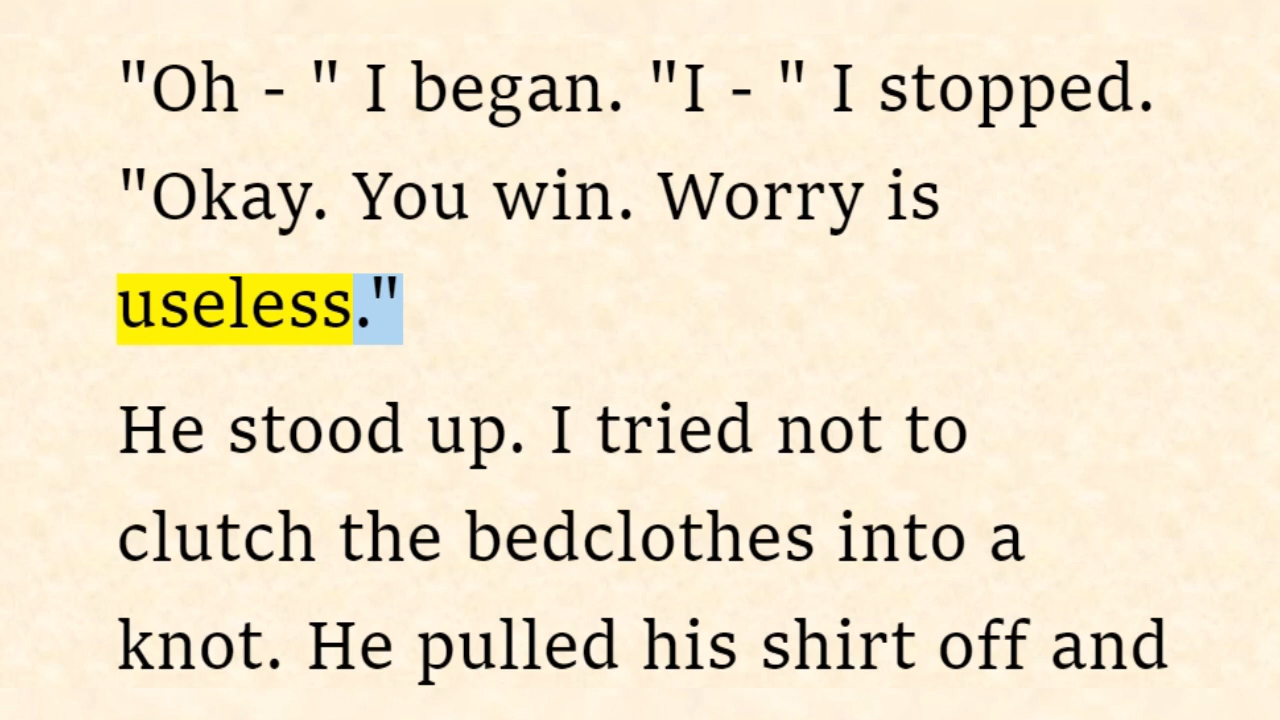 "Oh - " I began. "I - " I stopped.
"Okay. You win. Worry is
useless."
He stood up. I tried not to
clutch the bedclothes into a
knot. He pulled his shirt off and